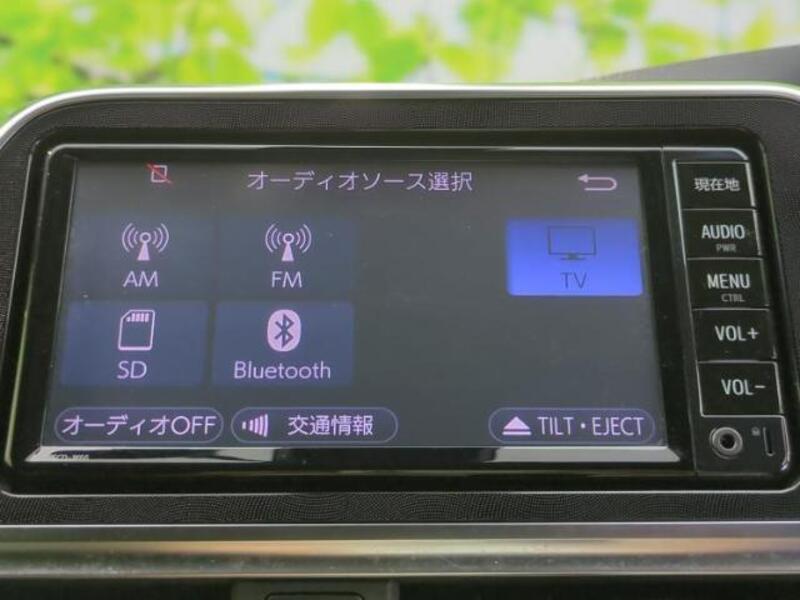 オーディオソース選択
AM
FM
TV
SD
Bluetooth
オーディオOFF
交通情報
TILT・EJECT
現在地
AUDIO
PWR
MENU
CTRL
VOL+
VOL-